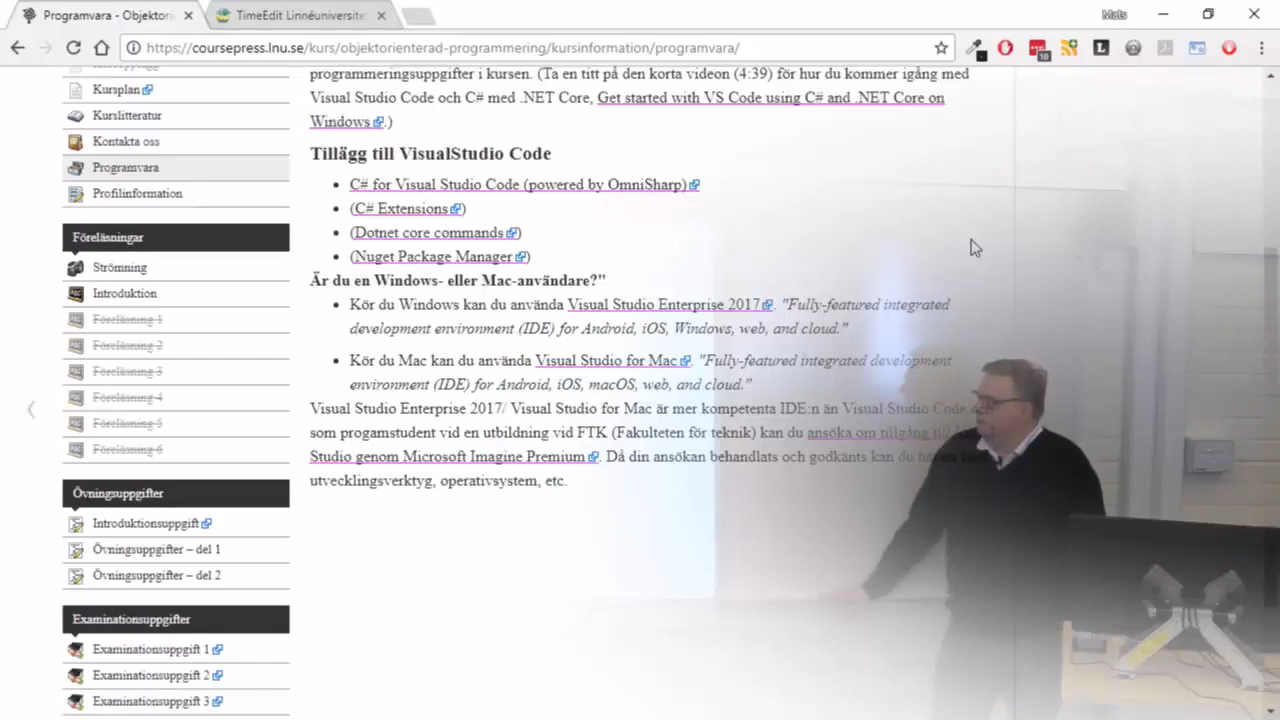 Programvara - Objektori
TimeEdit Linnéuniversite
Mats
https://coursepress.lnu.se/kurs/objektorienterad-programmering/kursinformation/programvara/
10
Kursplan
Kurslitteratur
Kontakta oss
Programvara
Profilinformation
Föreläsningar
Strömning
Introduktion
Föreläsning 1
Föreläsning 2
Föreläsning 3
Föreläsning 4
Föreläsning 5
Föreläsning 6
Övningsuppgifter
Introduktionsuppgift
Övningsuppgifter – del 1
Övningsuppgifter – del 2
Examinationsuppgifter
Examinationsuppgift 1
Examinationsuppgift 2
Examinationsuppgift 3
programmeringsuppgifter i kursen. (Ta en titt på den korta videon (4:39) för hur du kommer igång med
Visual Studio Code och C# med .NET Core, Get started with VS Code using C# and .NET Core on
Windows.)
Tillägg till VisualStudio Code
• C# for Visual Studio Code (powered by OmniSharp)
• (C# Extensions)
• (Dotnet core commands)
• (Nuget Package Manager)
Är du en Windows- eller Mac-användare?"
• Kör du Windows kan du använda Visual Studio Enterprise 2017. "Fully-featured integrated
development environment (IDE) for Android, iOS, Windows, web, and cloud."
• Kör du Mac kan du använda Visual Studio for Mac. "Fully-featured integrated development
environment (IDE) for Android, iOS, macOS, web, and cloud."
Visual Studio Enterprise 2017/ Visual Studio for Mac är mer kompetenta IDE:n än Visual Studio Code
som progamstudent vid en utbildning vid FTK (Fakulteten för teknik) kan du ansöka om tillgång till
Studio genom Microsoft Imagine Premium. Då din ansökan behandlats och godkänts kan du
utvecklingsverktyg, operativsystem, etc.